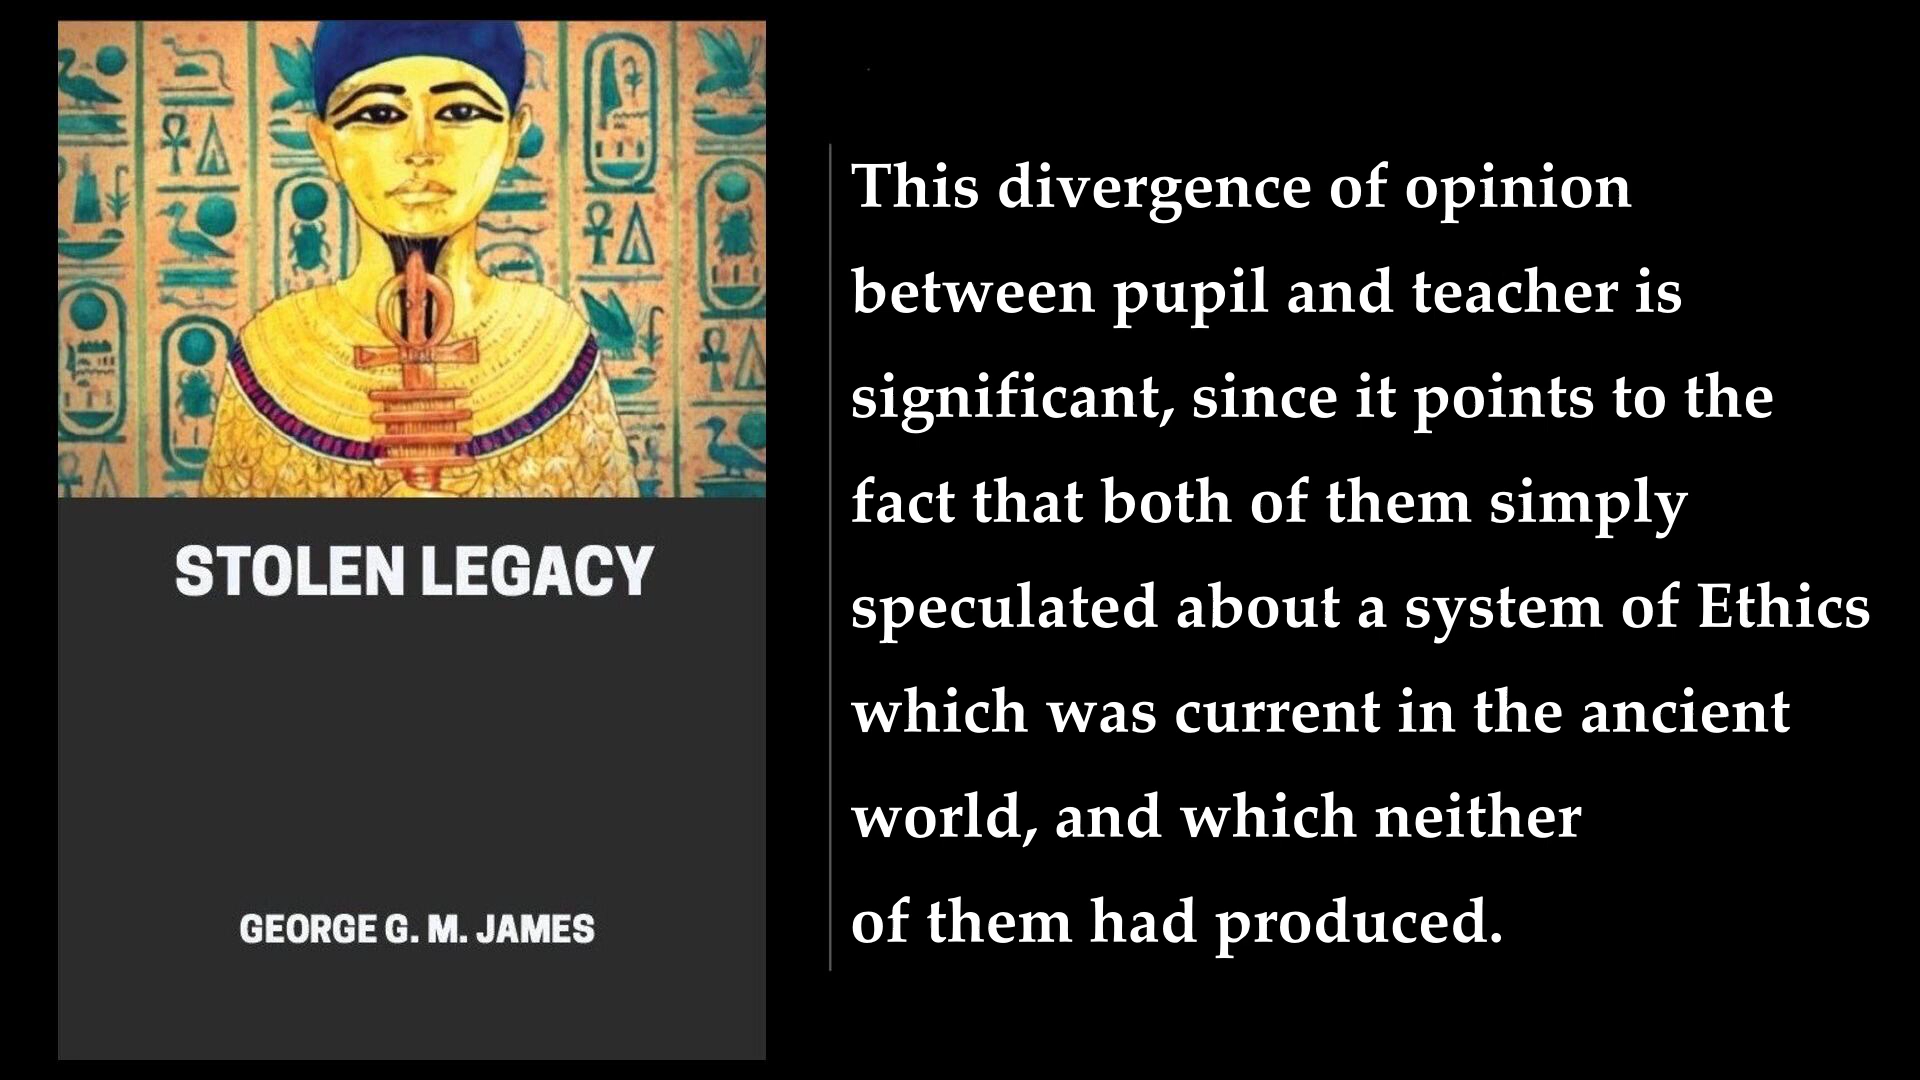 STOLEN LEGACY
GEORGE G. M. JAMES
This divergence of opinion
between pupil and teacher is
significant, since it points to the
fact that both of them simply
speculated about a system of Ethics
which was current in the ancient
world, and which neither
of them had produced.